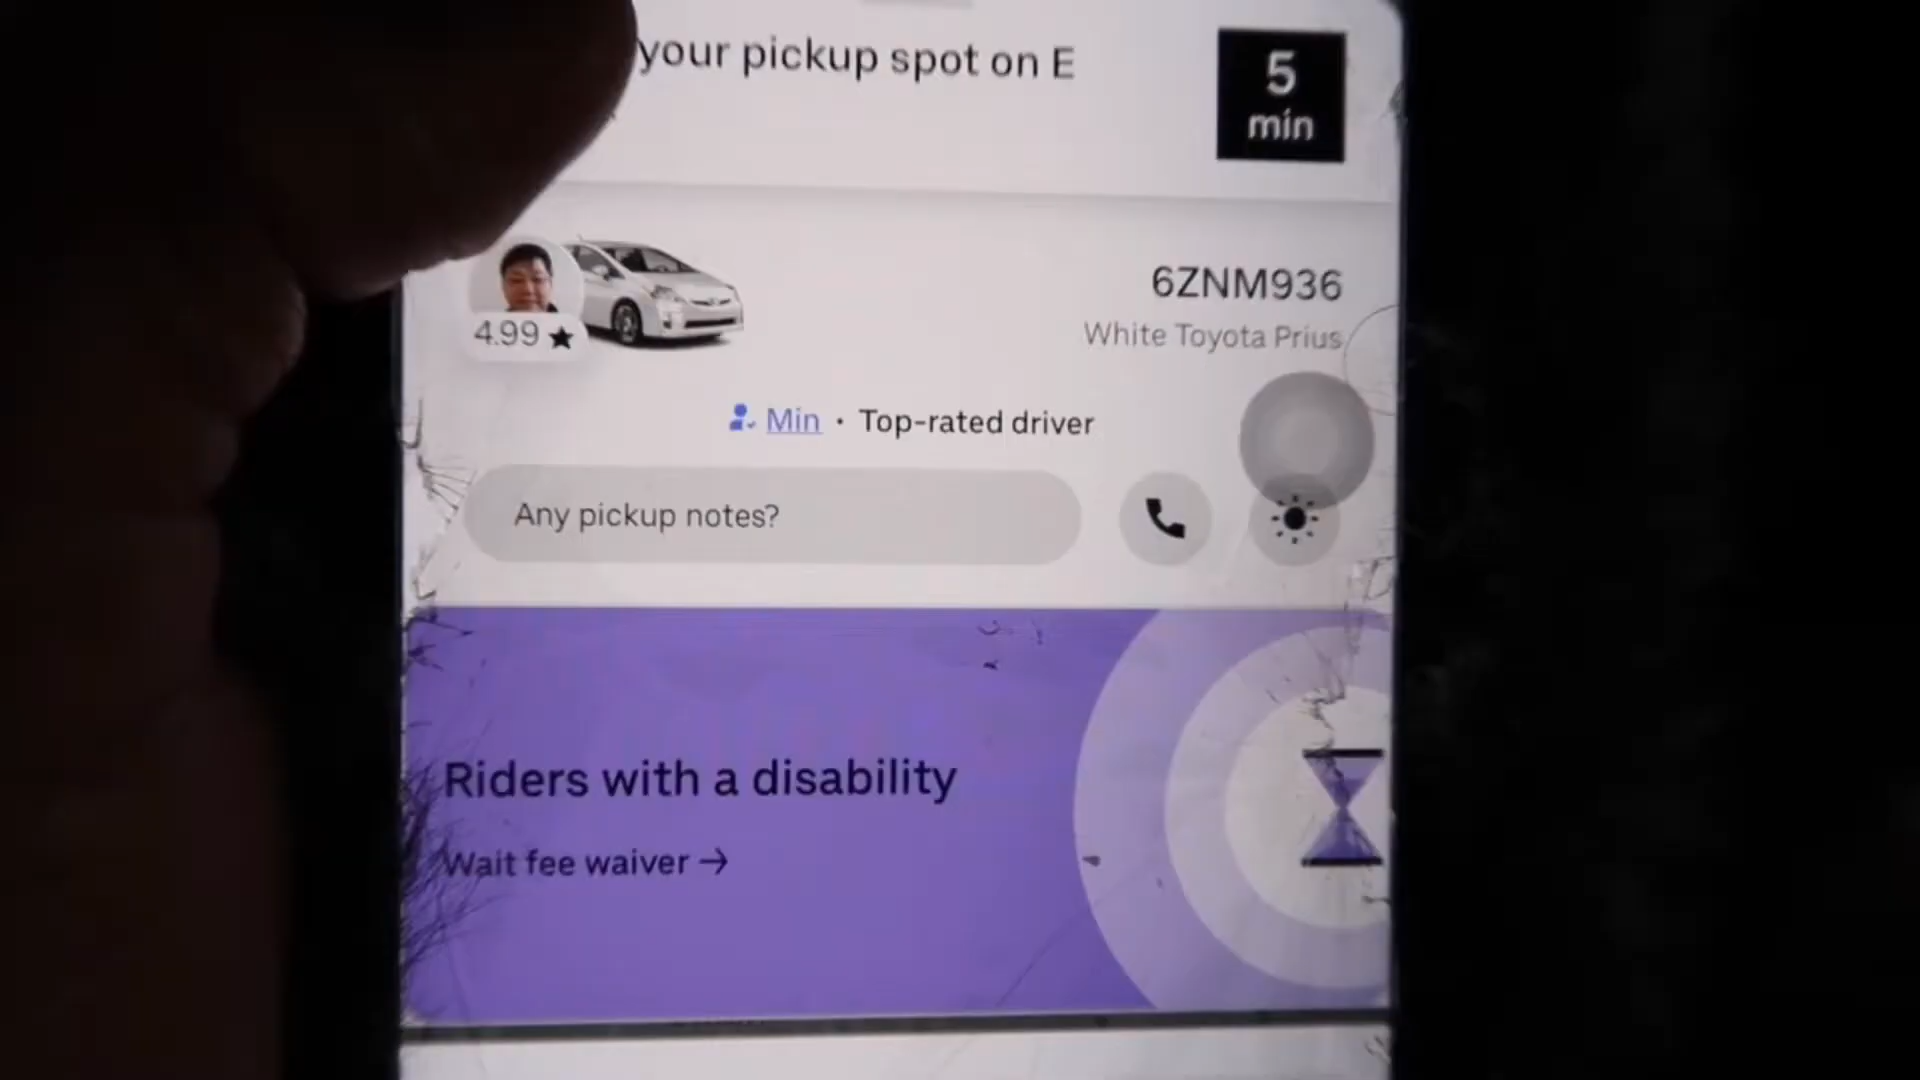 your pickup spot on E
5
min
6ZNM936
4.99 ★
White Toyota Prius
Min · Top-rated driver
Any pickup notes?
Riders with a disability
Wait fee waiver →